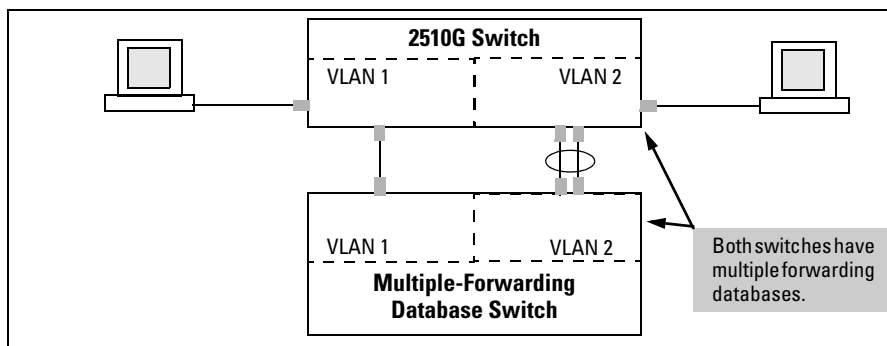 2510G Switch
VLAN 1
VLAN 2
VLAN 1
VLAN 2
Multiple-Forwarding
Database Switch
Both switches have
multiple forwarding
databases.